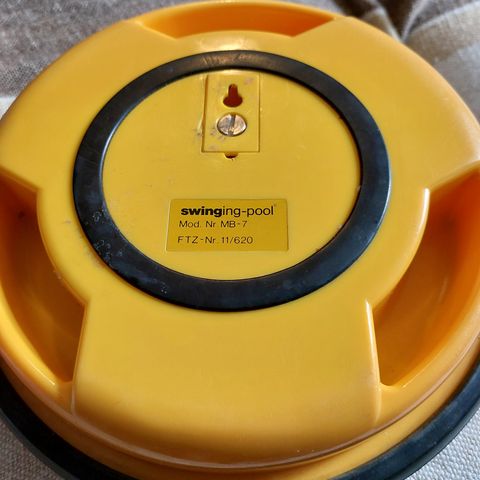 swinging-pool®
Mod. Nr. MB-7
FTZ-Nr. 11/620